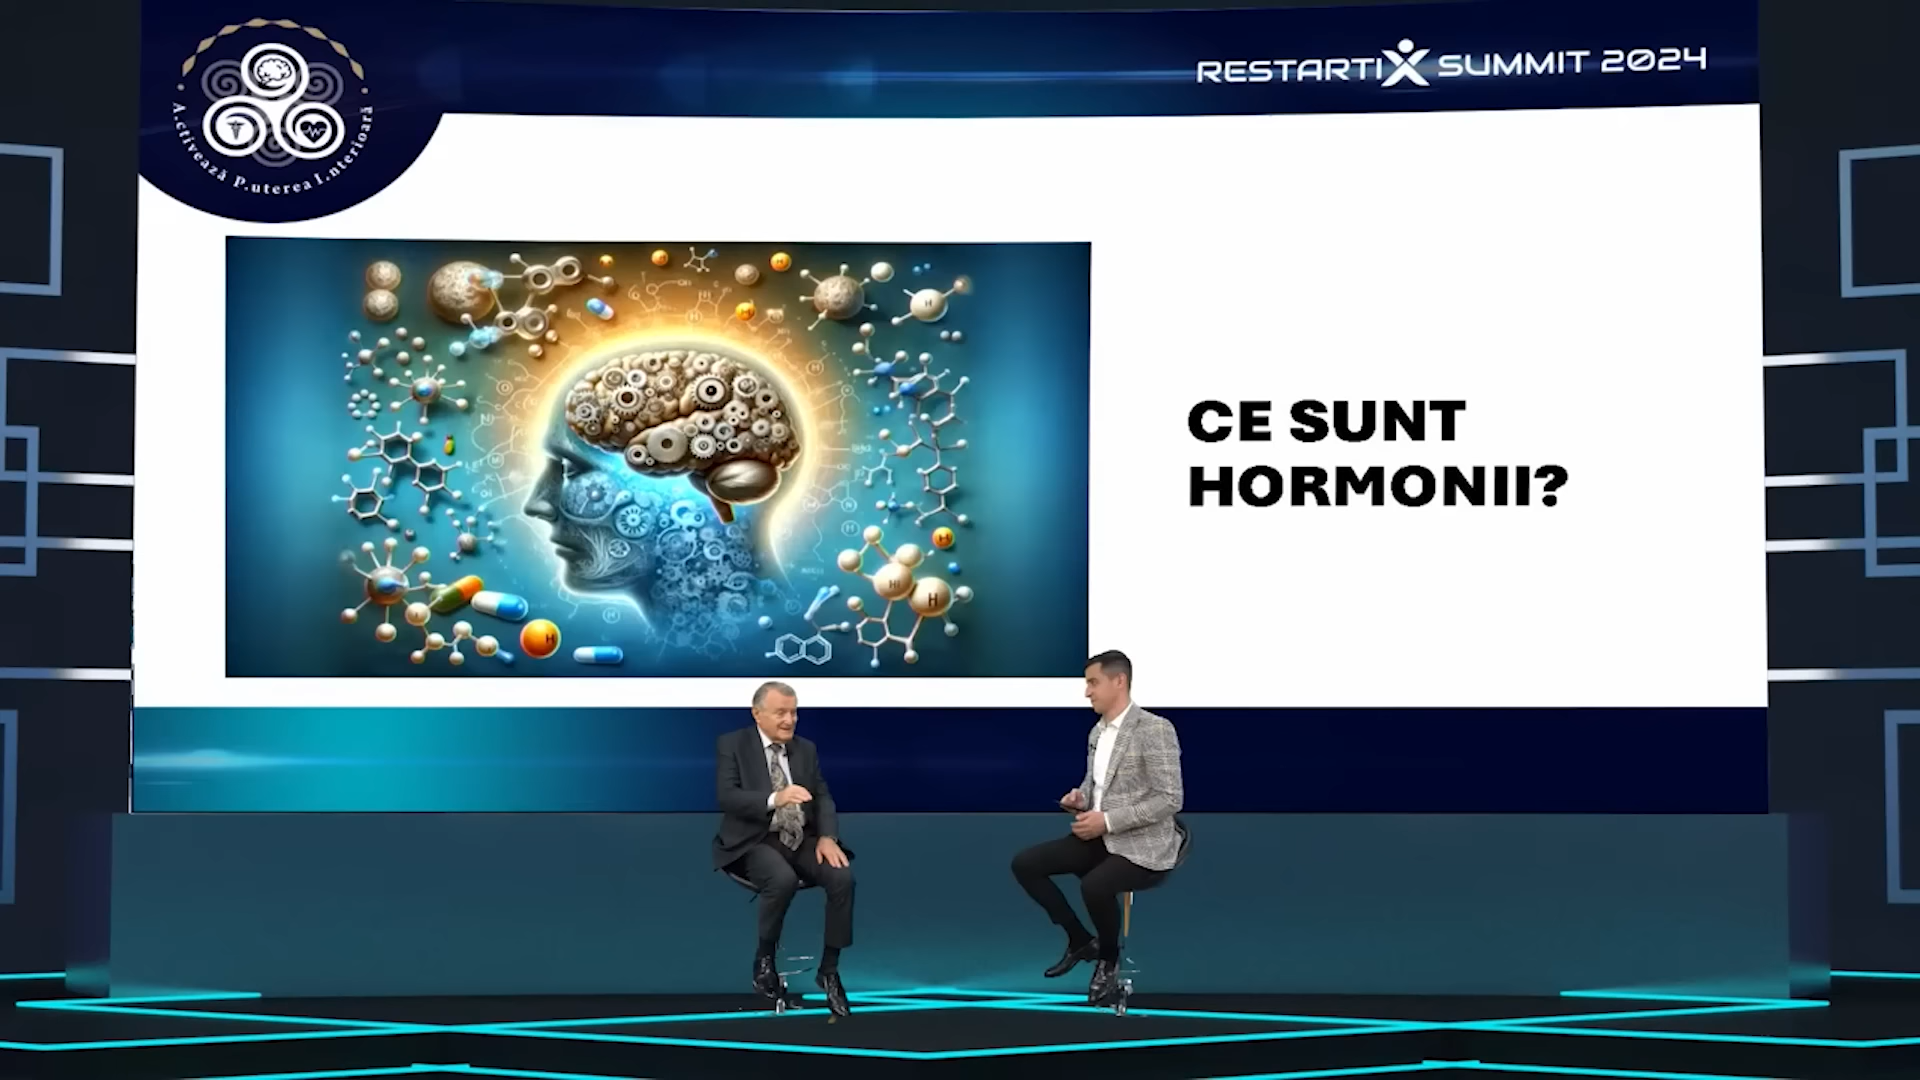 A.ctivează P.uterea I.nterioară
RESTARTIX SUMMIT 2024
CE SUNT
HORMONII?